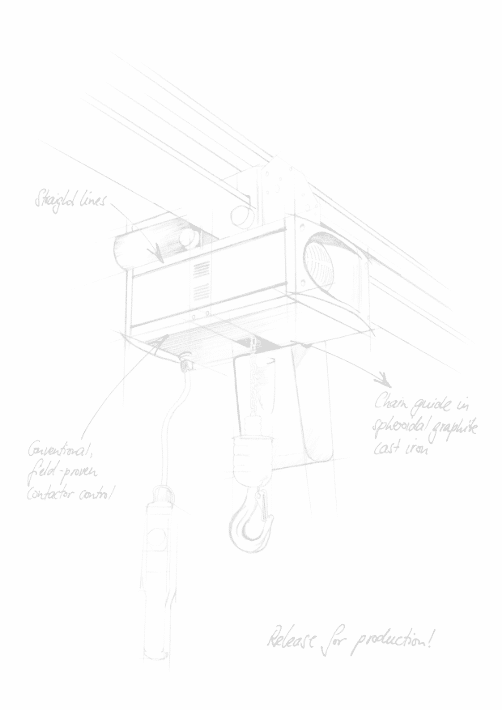 Straight lines
Chain guide in
spheroidal graphite
cast iron
Conventional,
field-proven
contactor control
Release for production!